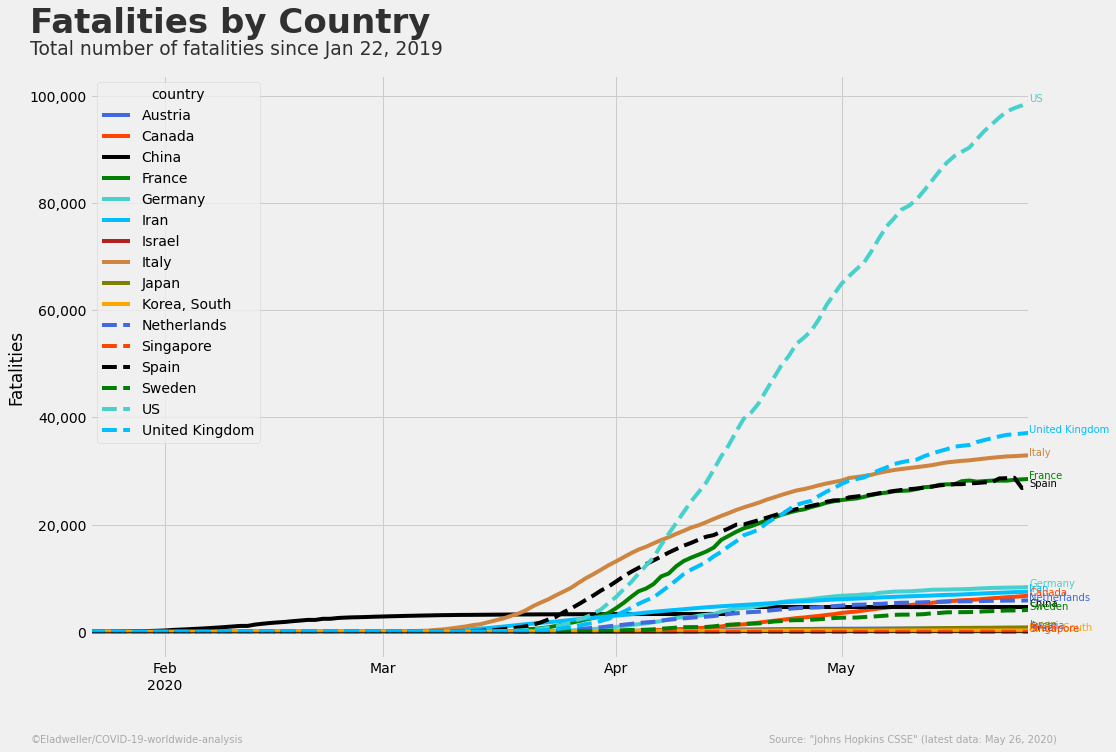 Fatalities by Country
Total number of fatalities since Jan 22, 2019
country
Austria
Canada
China
France
Germany
Iran
Israel
Italy
Japan
Korea, South
Netherlands
Singapore
Spain
Sweden
US
United Kingdom
Fatalities
100,000
80,000
60,000
40,000
20,000
0
US
United Kingdom
Italy
France
Spain
Germany
Iran
Canada
Netherlands
China
Sweden
Feb
2020
Mar
Apr
May
©Eladweller/COVID-19-worldwide-analysis
Source: "Johns Hopkins CSSE" (latest data: May 26, 2020)